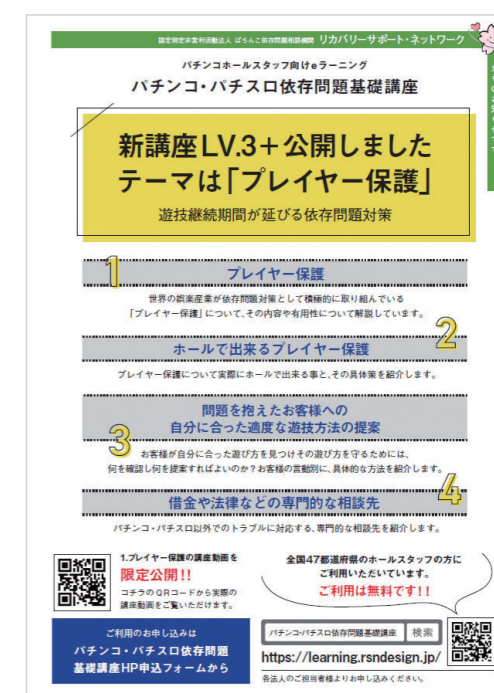 認定特定非営利活動法人 ぱちんこ依存問題相談機関 リカバリーサポート・ネットワーク
パチンコホールスタッフ向けeラーニング
パチンコ・パチスロ依存問題基礎講座
新講座LV.3+公開しました
テーマは「プレイヤー保護」
遊技継続期間が延びる依存問題対策
1
プレイヤー保護
世界の娯楽産業が依存問題対策として積極的に取り組んでいる
「プレイヤー保護」について、その内容や有用性について解説しています。
2
ホールで出来るプレイヤー保護
プレイヤー保護について実際にホールで出来る事と、その具体策を紹介します。
問題を抱えたお客様への
自分に合った適度な遊技方法の提案
3
お客様が自分に合った遊び方を見つけその遊び方を守るためには、
何を確認し何を提案すればよいのか?お客様の言動別に、具体的な方法を紹介します。
4
借金や法律などの専門的な相談先
パチンコ・パチスロ以外でのトラブルに対応する、専門的な相談先を紹介します。
1.プレイヤー保護の講座動画を
限定公開!!
コチラのQRコードから実際の
講座動画をご覧いただけます。
全国47都道府県のホールスタッフの方に
ご利用いただいています。
ご利用は無料です!!
ご利用のお申し込みは
パチンコ・パチスロ依存問題
基礎講座HP申込フォームから
パチンコ・パチスロ依存問題基礎講座 検索
https://learning.rsndesign.jp/
各法人のご担当者様よりお申し込みください。